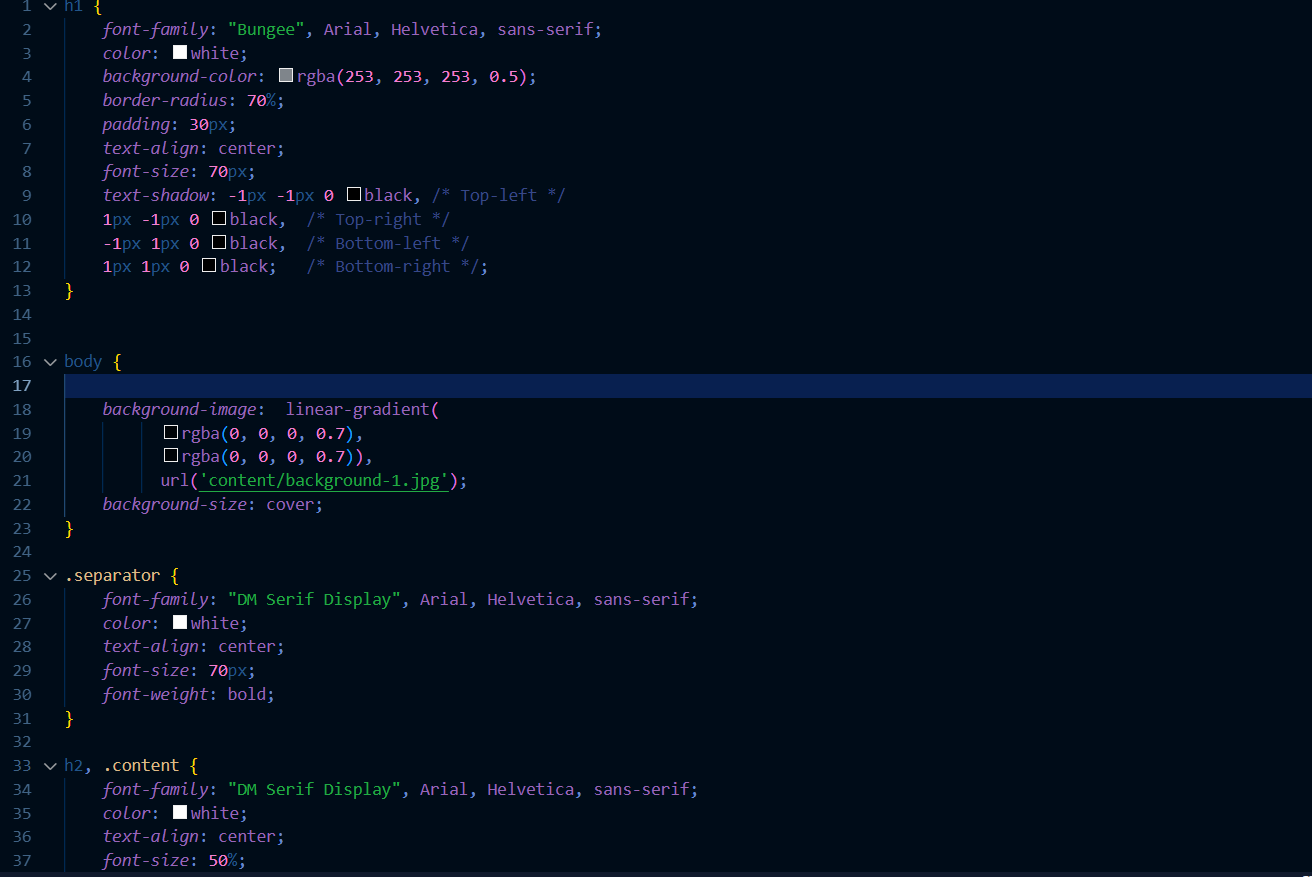 1 h1 {
2 font-family: "Bungee", Arial, Helvetica, sans-serif;
3 color: white;
4 background-color: rgba(253, 253, 253, 0.5);
5 border-radius: 70%;
6 padding: 30px;
7 text-align: center;
8 font-size: 70px;
9 text-shadow: -1px -1px 0 black, /* Top-left */
10 1px -1px 0 black,  /* Top-right */
11 -1px 1px 0 black,  /* Bottom-left */
12 1px 1px 0 black;   /* Bottom-right */;
13 }
14
15
16 body {
17
18 background-image:  linear-gradient(
19 rgba(0, 0, 0, 0.7),
20 rgba(0, 0, 0, 0.7)),
21 url('content/background-1.jpg');
22 background-size: cover;
23 }
24
25 .separator {
26 font-family: "DM Serif Display", Arial, Helvetica, sans-serif;
27 color: white;
28 text-align: center;
29 font-size: 70px;
30 font-weight: bold;
31 }
32
33 h2, .content {
34 font-family: "DM Serif Display", Arial, Helvetica, sans-serif;
35 color: white;
36 text-align: center;
37 font-size: 50%;